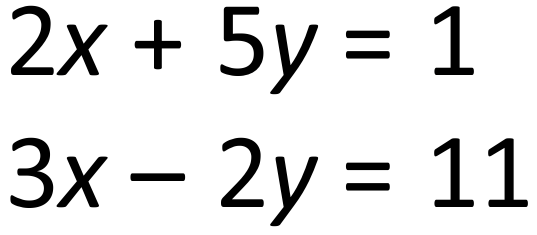 2x + 5y = 1
3x − 2y = 11